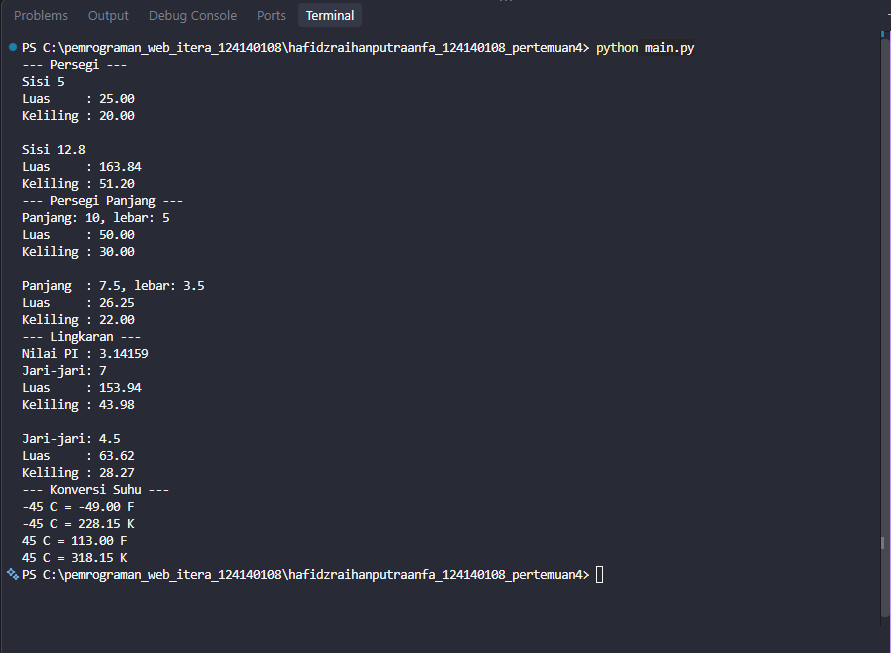 Problems Output Debug Console Ports Terminal
PS C:\pemrograman_web_itera_124140108\hafidzraihanputraanfa_124140108_pertemuan4> python main.py
--- Persegi ---
Sisi 5
Luas     : 25.00
Keliling : 20.00
Sisi 12.8
Luas     : 163.84
Keliling : 51.20
--- Persegi Panjang ---
Panjang: 10, lebar: 5
Luas     : 50.00
Keliling : 30.00
Panjang  : 7.5, lebar: 3.5
Luas     : 26.25
Keliling : 22.00
--- Lingkaran ---
Nilai PI : 3.14159
Jari-jari: 7
Luas     : 153.94
Keliling : 43.98
Jari-jari: 4.5
Luas     : 63.62
Keliling : 28.27
--- Konversi Suhu ---
-45 C = -49.00 F
-45 C = 228.15 K
45 C = 113.00 F
45 C = 318.15 K
PS C:\pemrograman_web_itera_124140108\hafidzraihanputraanfa_124140108_pertemuan4>